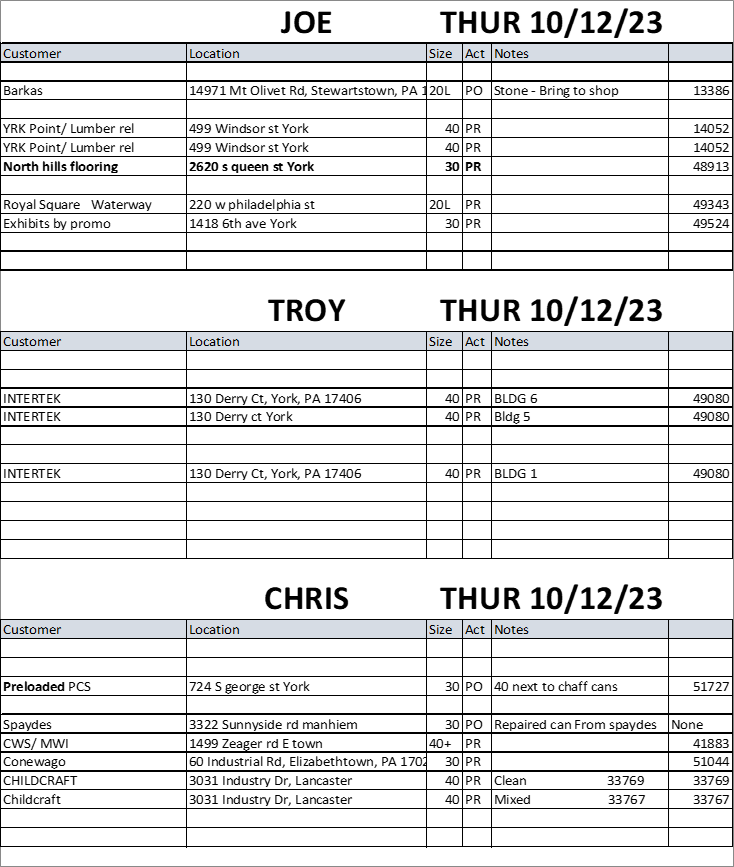 JOE THUR 10/12/23
Customer Location Size Act Notes
Barkas 14971 Mt Olivet Rd, Stewartstown, PA 1 20L PO Stone - Bring to shop 13386
YRK Point/ Lumber rel 499 Windsor st York 40 PR 14052
YRK Point/ Lumber rel 499 Windsor st York 40 PR 14052
North hills flooring 2620 s queen st York 30 PR 48913
Royal Square Waterway 220 w philadelphia st 20L PR 49343
Exhibits by promo 1418 6th ave York 30 PR 49524
TROY THUR 10/12/23
Customer Location Size Act Notes
INTERTEK 130 Derry Ct, York, PA 17406 40 PR BLDG 6 49080
INTERTEK 130 Derry ct York 40 PR Bldg 5 49080
INTERTEK 130 Derry Ct, York, PA 17406 40 PR BLDG 1 49080
CHRIS THUR 10/12/23
Customer Location Size Act Notes
Preloaded PCS 724 S george st York 30 PO 40 next to chaff cans 51727
Spaydes 3322 Sunnyside rd manhiem 30 PO Repaired can From spaydes None
CWS/ MWI 1499 Zeager rd E town 40+ PR 41883
Conewago 60 Industrial Rd, Elizabethtown, PA 1702 30 PR 51044
CHILDCRAFT 3031 Industry Dr, Lancaster 40 PR Clean 33769 33769
Childcraft 3031 Industry Dr, Lancaster 40 PR Mixed 33767 33767